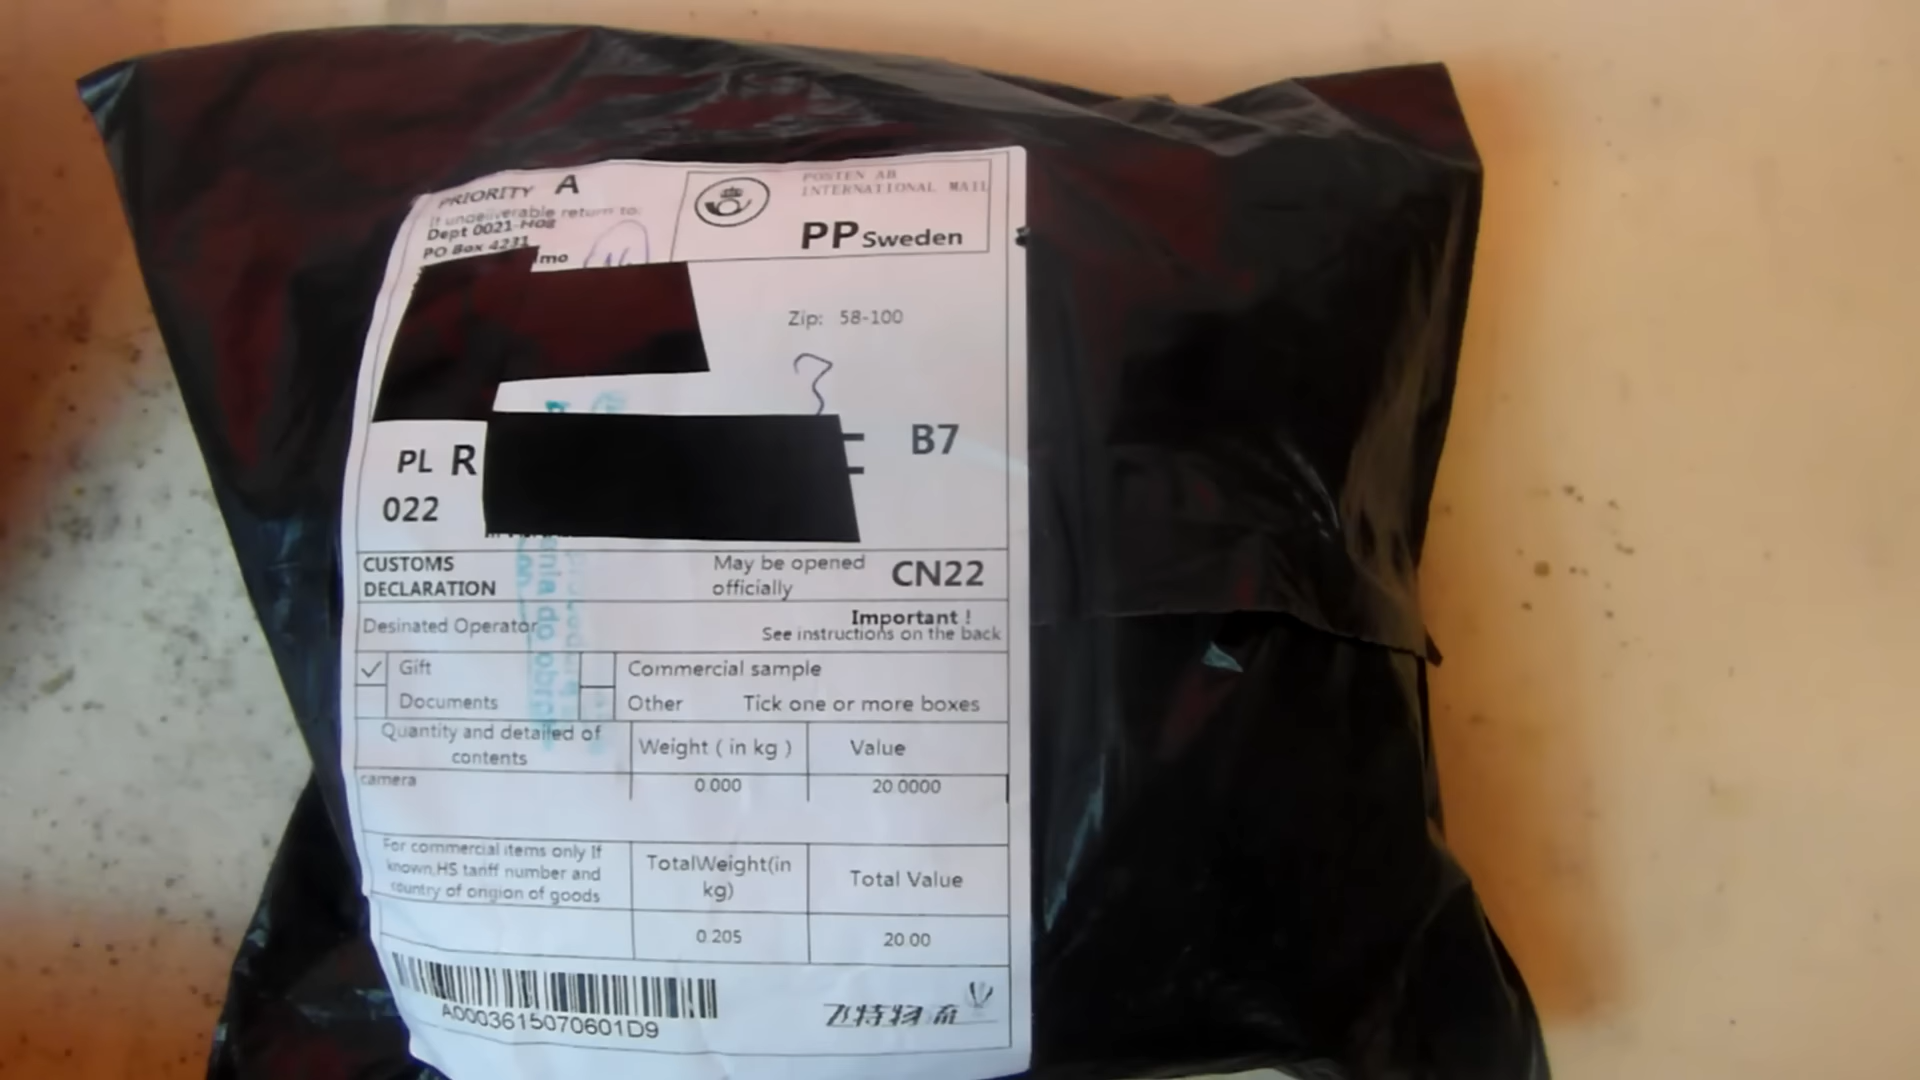 PRIORITY A
If undeliverable return to:
Dept 0021-Hog
PO Box 4231
mo
POSTEN AB
INTERNATIONAL MAIL
PP Sweden
Zip: 58-100
3
PL R
022
B7
CUSTOMS
DECLARATION
May be opened
officially
CN22
Desinated Operator
Important !
See instructions on the back
Gift
Commercial sample
Documents
Other Tick one or more boxes
Quantity and detailed of
contents
Weight ( in kg )
Value
camera
0.000
20.0000
For commercial items only If
known,HS tariff number and
country of origion of goods
TotalWeight(in
kg)
Total Value
0.205
20.00
A0003615070601D9
飞特物流